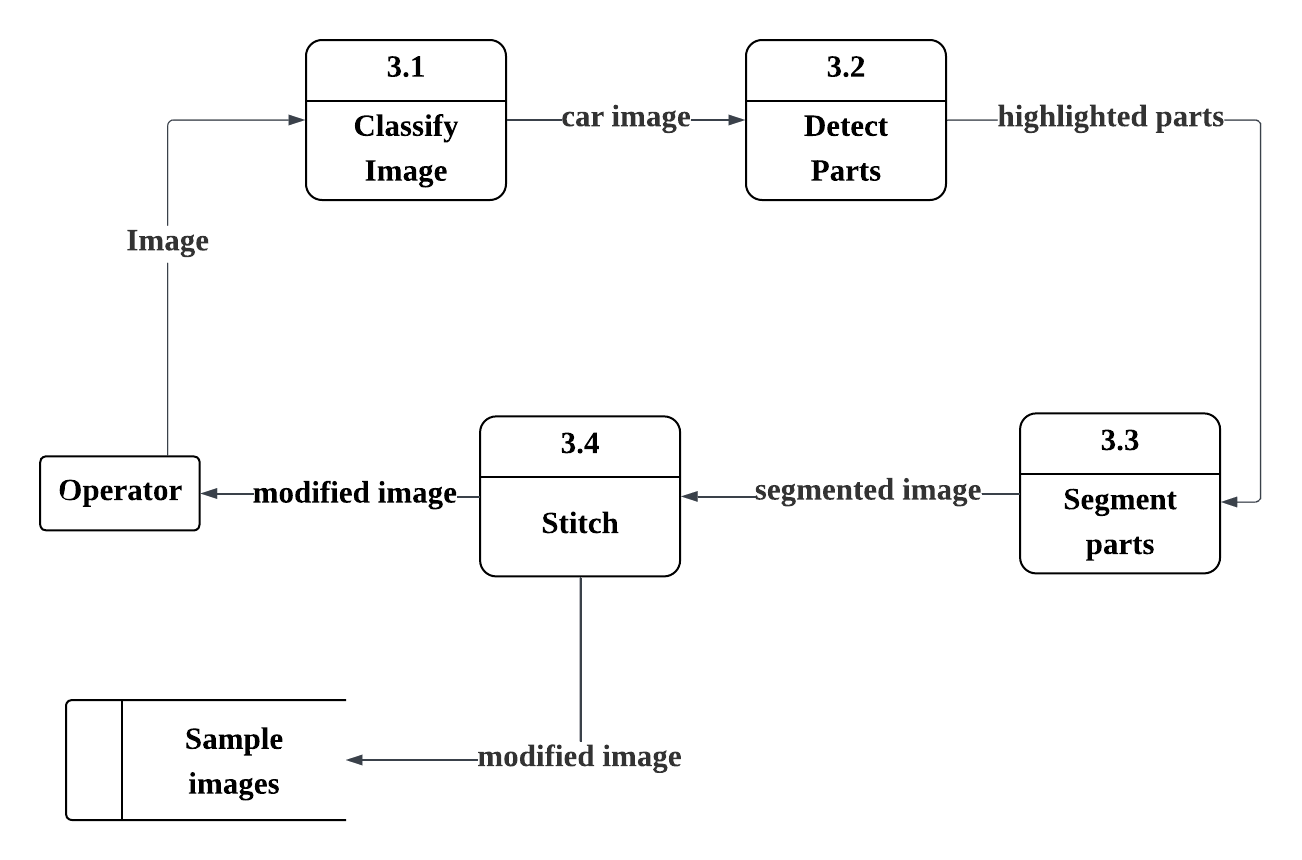 3.1
Classify
Image
car image
3.2
Detect
Parts
highlighted parts
Image
Operator
modified image
3.4
Stitch
segmented image
3.3
Segment
parts
Sample
images
modified image